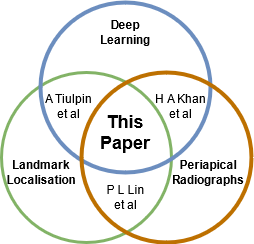 Deep
Learning
A Tiulpin
et al
H A Khan
et al
This
Paper
Landmark
Localisation
Periapical
Radiographs
P L Lin
et al